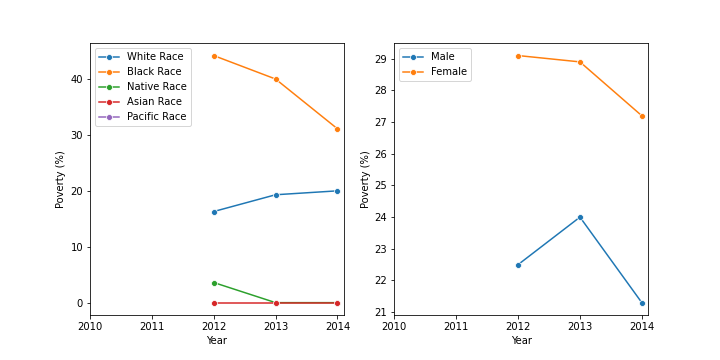 White Race
Black Race
Native Race
Asian Race
Pacific Race
Poverty (%)
40
30
20
10
0
2010 2011 2012 2013 2014
Year
Male
Female
Poverty (%)
29
28
27
26
25
24
23
22
21
2010 2011 2012 2013 2014
Year